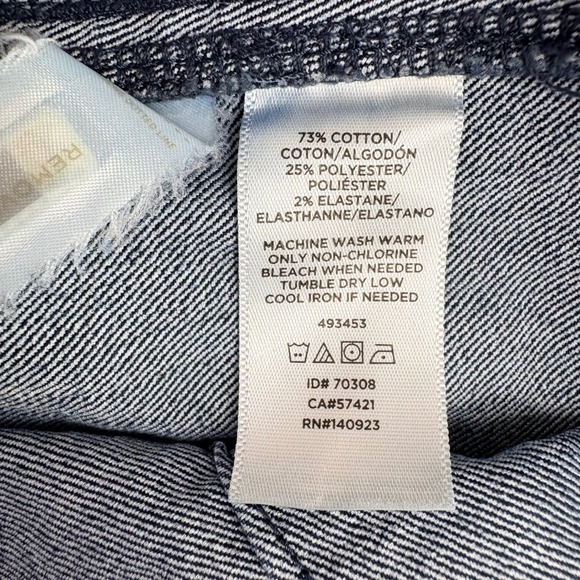 73% COTTON/
COTON/ALGODÓN
25% POLYESTER/
POLIÉSTER
2% ELASTANE/
ELASTHANNE/ELASTANO
MACHINE WASH WARM
ONLY NON-CHLORINE
BLEACH WHEN NEEDED
TUMBLE DRY LOW
COOL IRON IF NEEDED
493453
ID# 70308
CA#57421
RN#140923